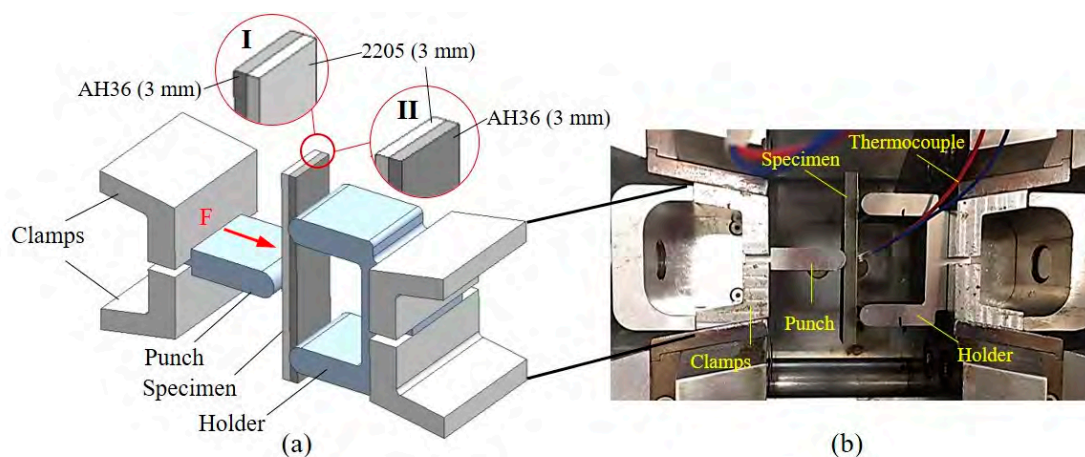 I
2205 (3 mm)
AH36 (3 mm)
II
AH36 (3 mm)
F
Clamps
Punch
Specimen
Holder
(a)
Specimen
Thermocouple
Punch
Clamps
Holder
(b)